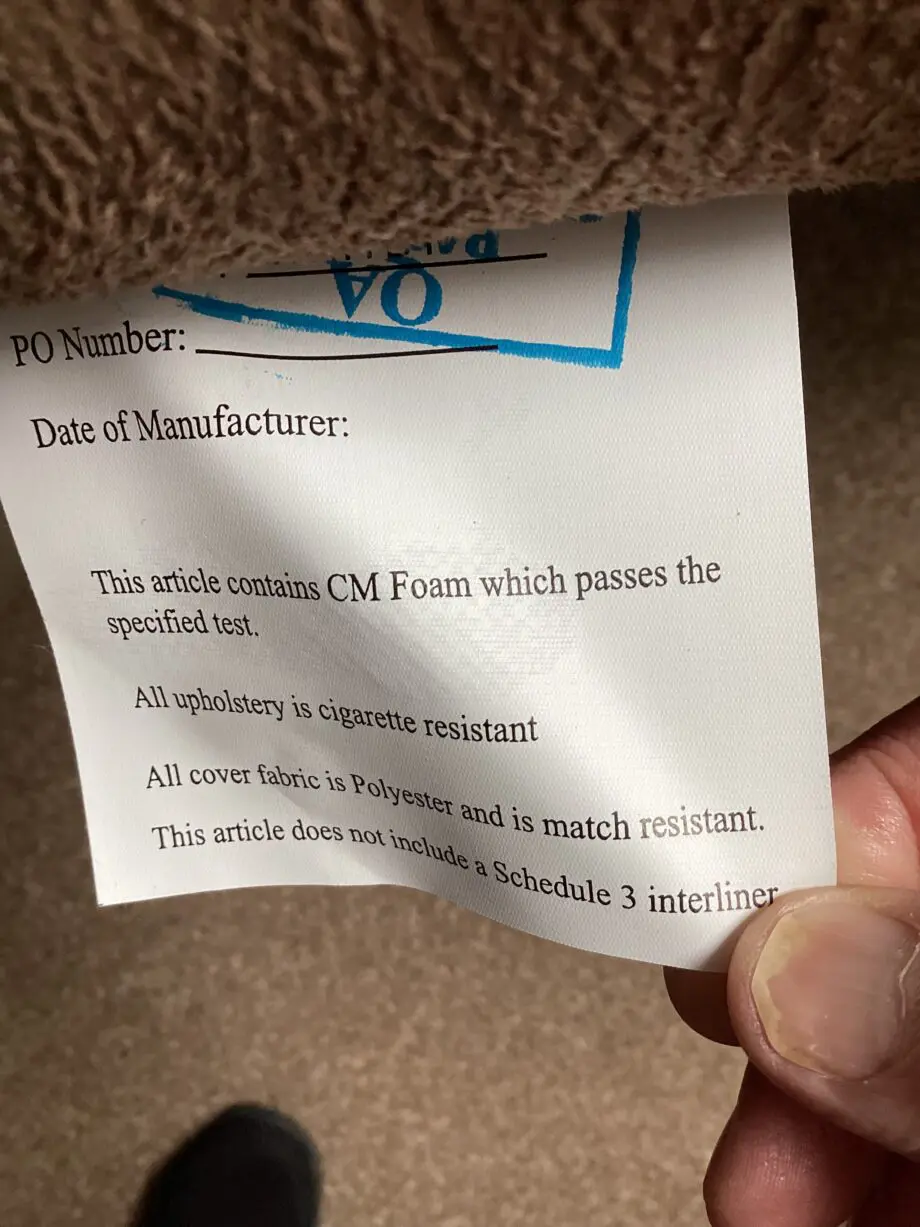 QA
PO Number:
Date of Manufacturer:
This article contains CM Foam which passes the
specified test.
All upholstery is cigarette resistant
All cover fabric is Polyester and is match resistant.
This article does not include a Schedule 3 interliner